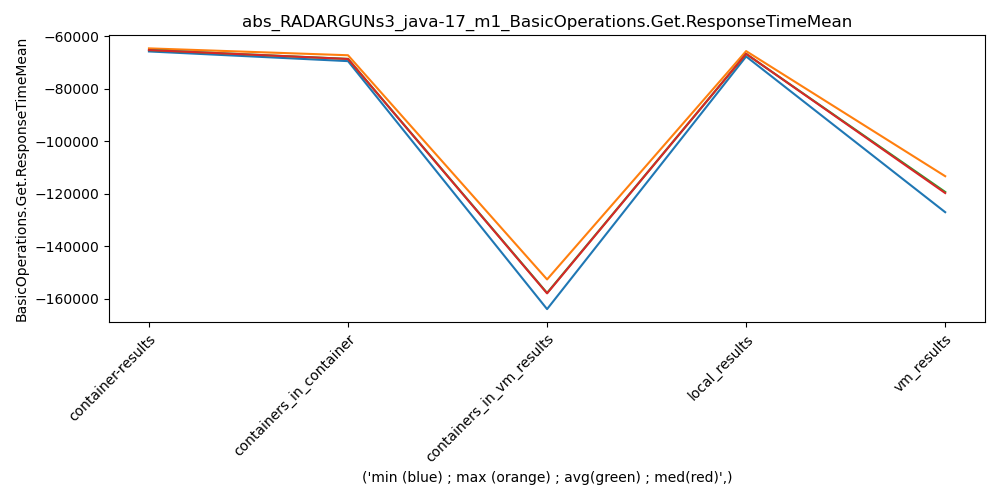 abs_RADARGUNs3_java-17_m1_BasicOperations.Get.ResponseTimeMean
BasicOperations.Get.ResponseTimeMean
−60000
−80000
−100000
−120000
−140000
−160000
container-results
containers_in_container
containers_in_vm_results
local_results
vm_results
('min (blue) ; max (orange) ; avg(green) ; med(red)',)